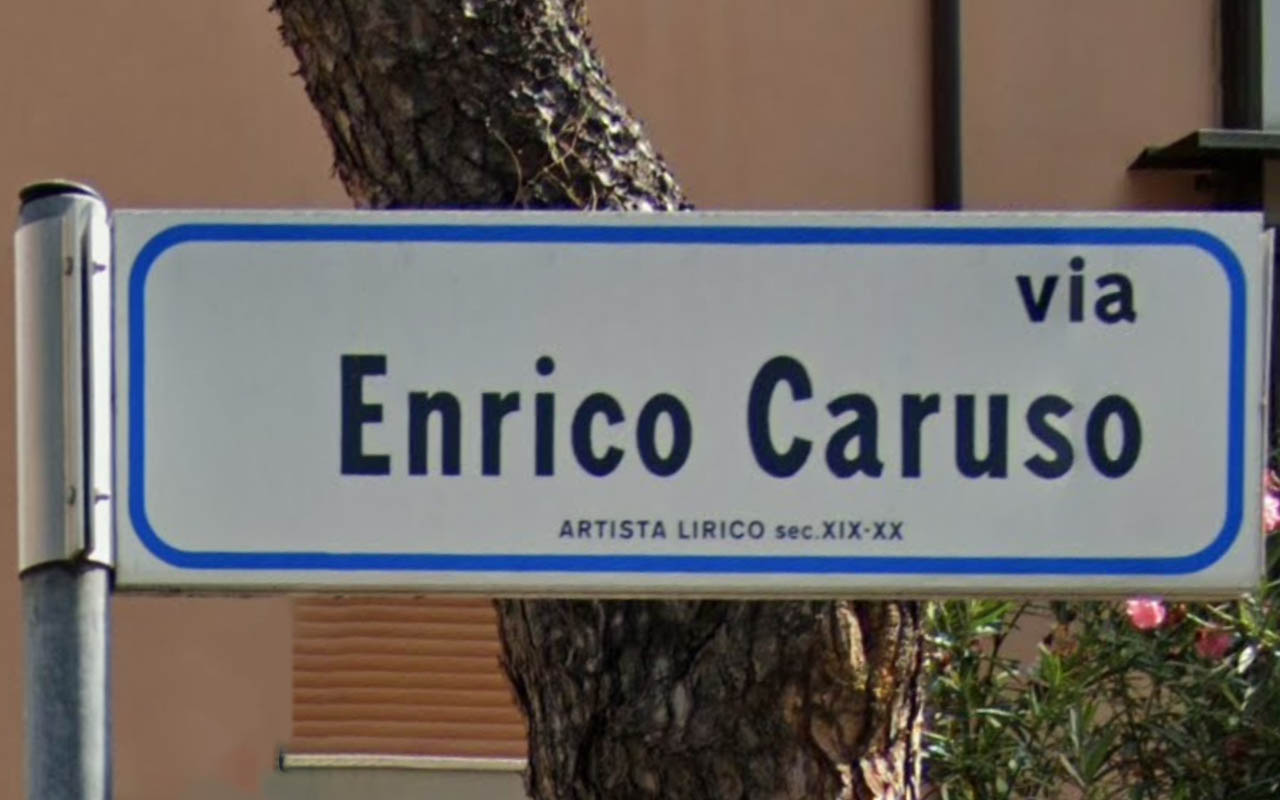 via
Enrico Caruso
ARTISTA LIRICO sec.XIX-XX